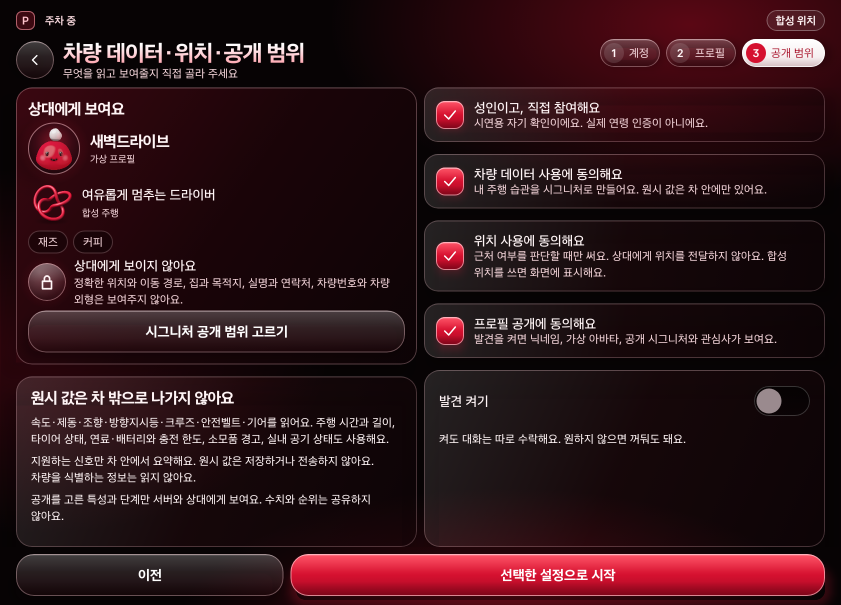 P 주차 중
합성 위치
차량 데이터·위치·공개 범위
무엇을 읽고 보여줄지 직접 골라 주세요
1 계정
2 프로필
3 공개 범위
상대에게 보여요
새벽드라이브
가상 프로필
여유롭게 멈추는 드라이버
합성 주행
재즈
커피
상대에게 보이지 않아요
정확한 위치와 이동 경로, 집과 목적지, 실명과 연락처, 차량번호와 차량
외형은 보여주지 않아요.
시그니처 공개 범위 고르기
원시 값은 차 밖으로 나가지 않아요
속도·제동·조향·방향지시등·크루즈·안전벨트·기어를 읽어요. 주행 시간과 길이,
타이어 상태, 연료·배터리와 충전 한도, 소모품 경고, 실내 공기 상태도 사용해요.
지원하는 신호만 차 안에서 요약해요. 원시 값은 저장하거나 전송하지 않아요.
차량을 식별하는 정보는 읽지 않아요.
공개를 고른 특성과 단계만 서버와 상대에게 보여요. 수치와 순위는 공유하지
않아요.
성인이고, 직접 참여해요
시연용 자기 확인이에요. 실제 연령 인증이 아니에요.
차량 데이터 사용에 동의해요
내 주행 습관을 시그니처로 만들어요. 원시 값은 차 안에만 있어요.
위치 사용에 동의해요
근처 여부를 판단할 때만 써요. 상대에게 위치를 전달하지 않아요. 합성
위치를 쓰면 화면에 표시해요.
프로필 공개에 동의해요
발견을 켜면 닉네임, 가상 아바타, 공개 시그니처와 관심사가 보여요.
발견 켜기
켜도 대화는 따로 수락해요. 원하지 않으면 꺼둬도 돼요.
이전
선택한 설정으로 시작